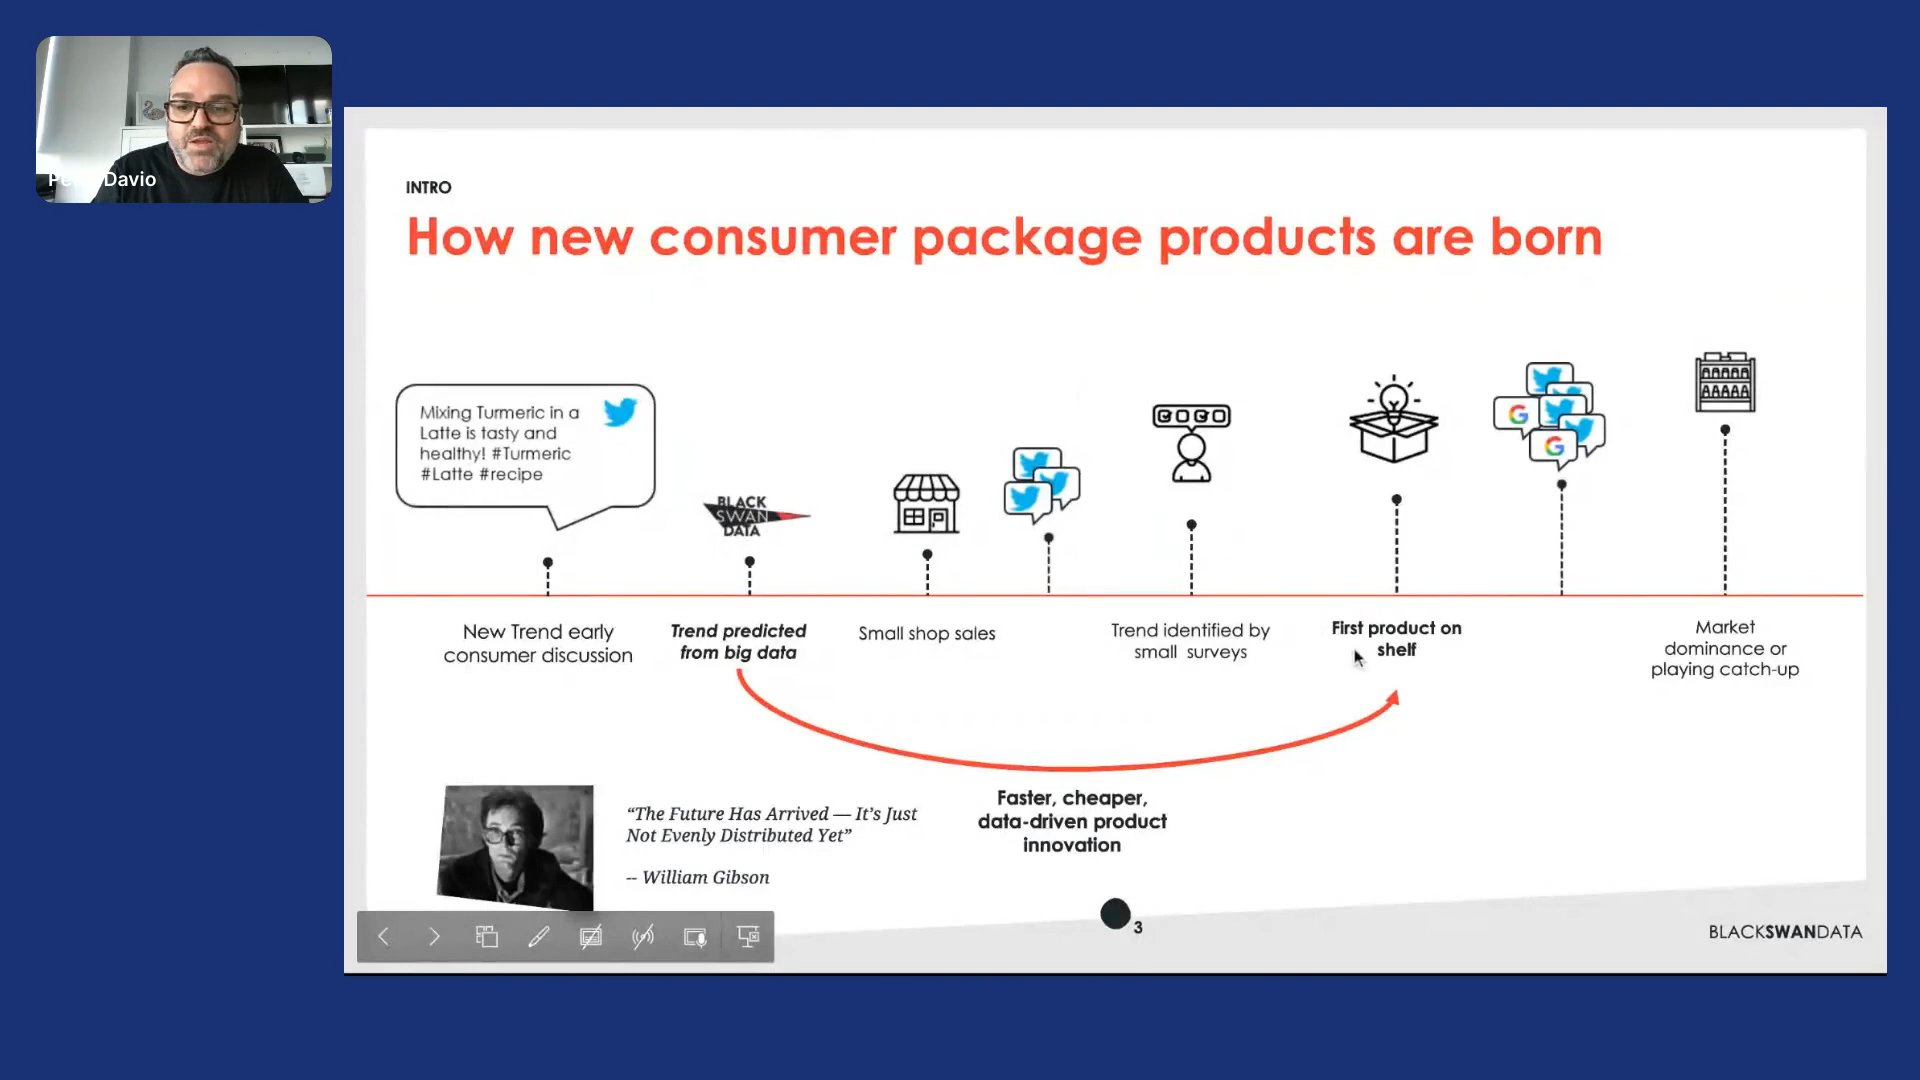 Davio
INTRO
How new consumer package products are born
Mixing Turmeric in a
Latte is tasty and
healthy! #Turmeric
#Latte #recipe
BLACK
SWAN
DATA
G
G
New Trend early
consumer discussion
Trend predicted
from big data
Small shop sales
Trend identified by
small surveys
First product on
shelf
Market
dominance or
playing catch-up
Faster, cheaper,
data-driven product
innovation
“The Future Has Arrived — It’s Just
Not Evenly Distributed Yet”
-- William Gibson
3
BLACKSWANDATA